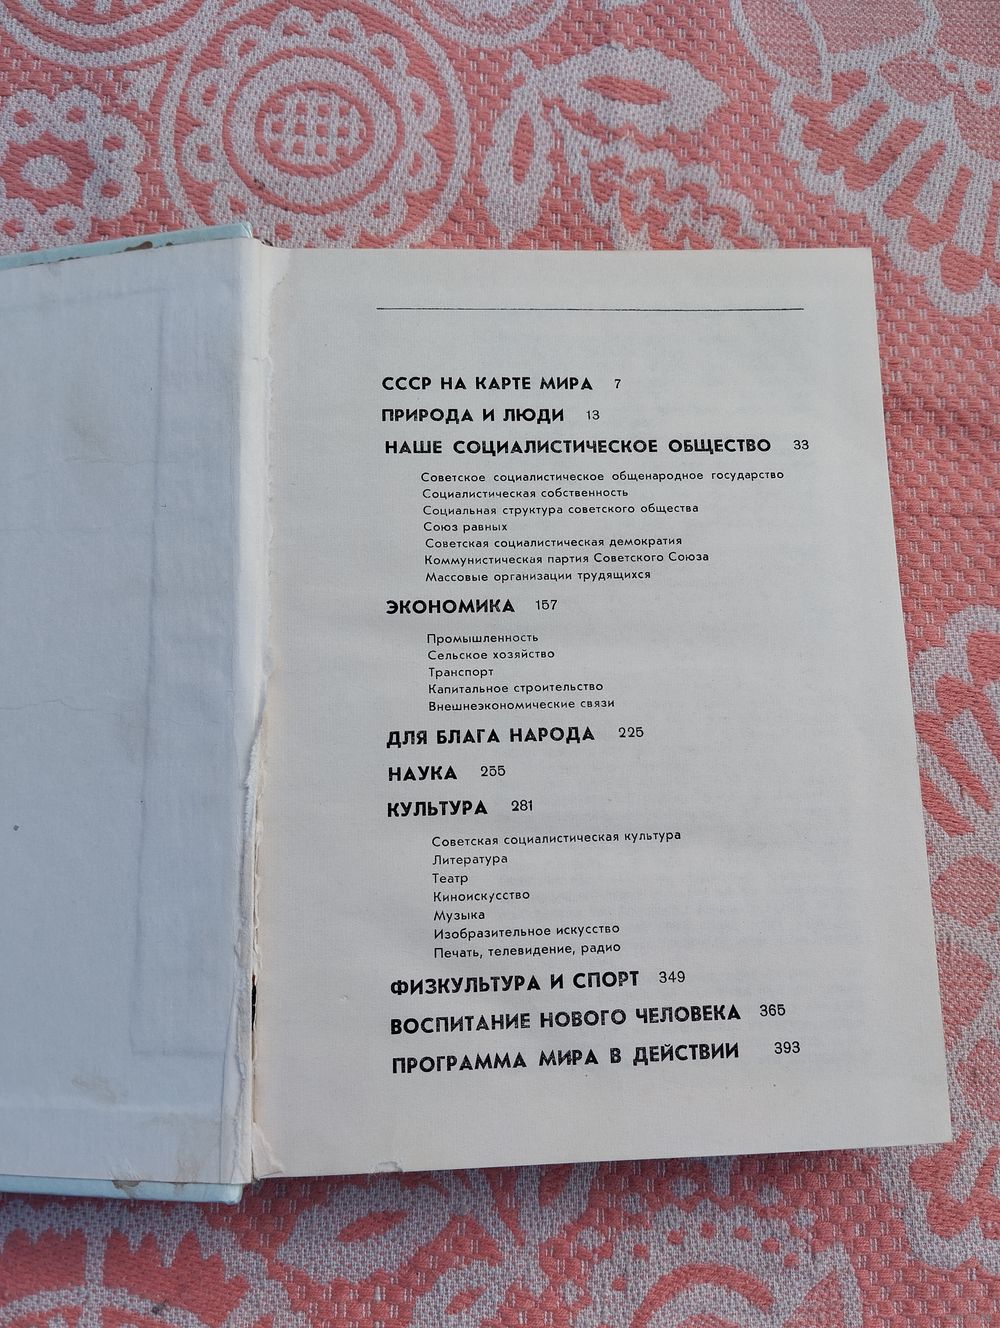 СССР НА КАРТЕ МИРА 7
ПРИРОДА И ЛЮДИ 13
НАШЕ СОЦИАЛИСТИЧЕСКОЕ ОБЩЕСТВО 33
Советское социалистическое общенародное государство
Социалистическая собственность
Социальная структура советского общества
Союз равных
Советская социалистическая демократия
Коммунистическая партия Советского Союза
Массовые организации трудящихся
ЭКОНОМИКА 157
Промышленность
Сельское хозяйство
Транспорт
Капитальное строительство
Внешнеэкономические связи
ДЛЯ БЛАГА НАРОДА 225
НАУКА 255
КУЛЬТУРА 281
Советская социалистическая культура
Литература
Театр
Киноискусство
Музыка
Изобразительное искусство
Печать, телевидение, радио
ФИЗКУЛЬТУРА И СПОРТ 349
ВОСПИТАНИЕ НОВОГО ЧЕЛОВЕКА 365
ПРОГРАММА МИРА В ДЕЙСТВИИ 393